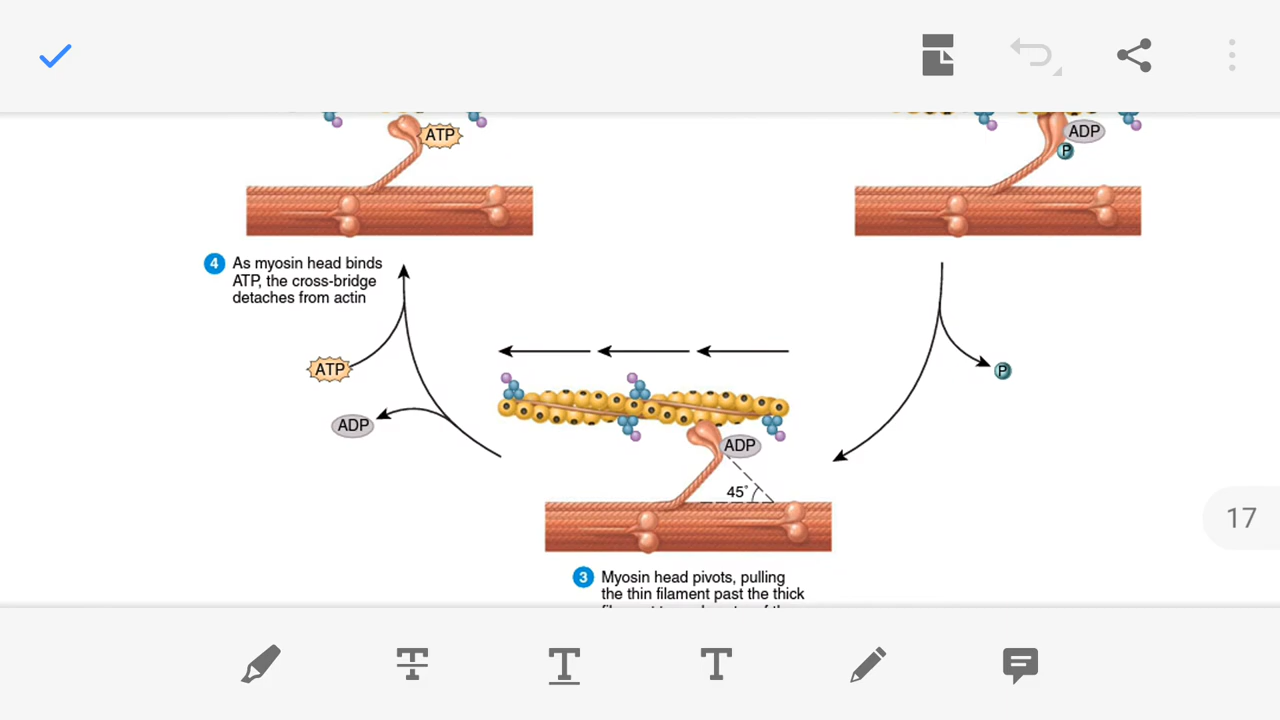 ATP
ADP
P
4 As myosin head binds
ATP, the cross-bridge
detaches from actin
ATP
P
ADP
ADP
45°
17
3 Myosin head pivots, pulling
the thin filament past the thick
T
T
T